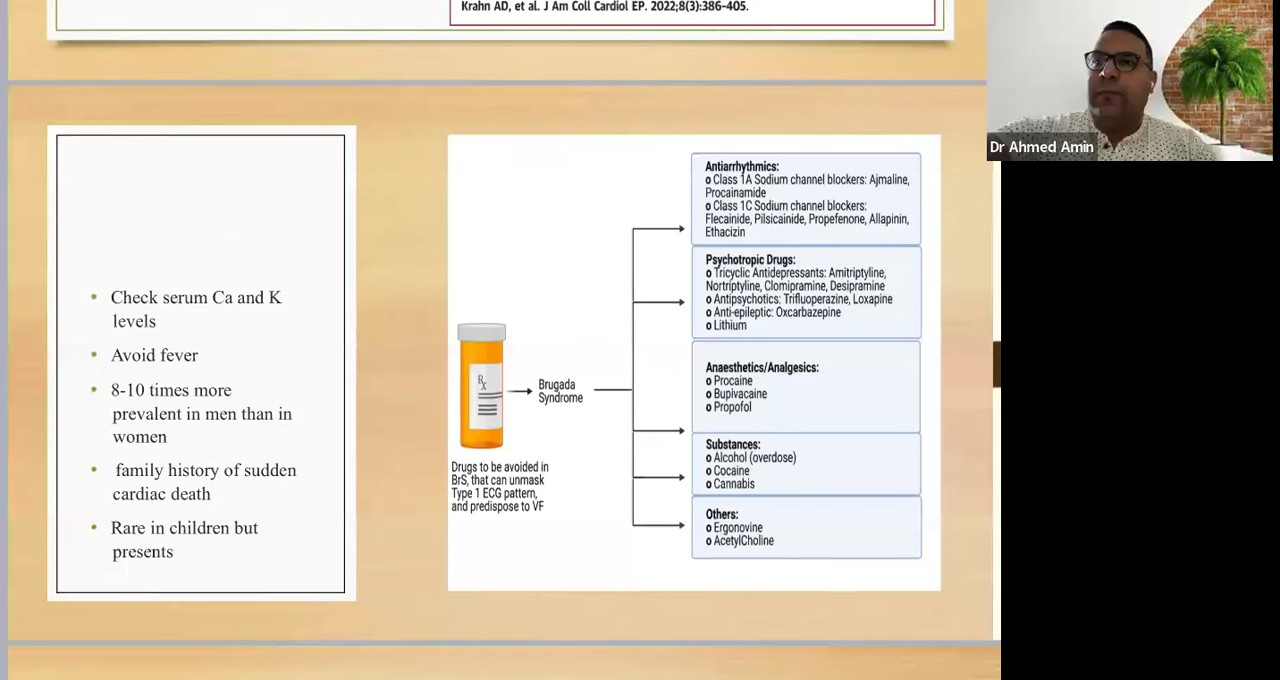 Krahn AD, et al. J Am Coll Cardiol EP. 2022;8(3):386–405.
Dr Ahmed Amin
• Check serum Ca and K
levels
• Avoid fever
• 8-10 times more
prevalent in men than in
women
• family history of sudden
cardiac death
• Rare in children but
presents
Rx
Drugs to be avoided in
BrS, that can unmask
Type 1 ECG pattern,
and predispose to VF
Brugada
Syndrome
Antiarrhythmics:
o Class 1A Sodium channel blockers: Ajmaline,
Procainamide
o Class 1C Sodium channel blockers:
Flecainide, Pilsicainide, Propefenone, Allapinin,
Ethacizin
Psychotropic Drugs:
o Tricyclic Antidepressants: Amitriptyline,
Nortriptyline, Clomipramine, Desipramine
o Antipsychotics: Trifluoperazine, Loxapine
o Anti-epileptic: Oxcarbazepine
o Lithium
Anaesthetics/Analgesics:
o Procaine
o Bupivacaine
o Propofol
Substances:
o Alcohol (overdose)
o Cocaine
o Cannabis
Others:
o Ergonovine
o AcetylCholine